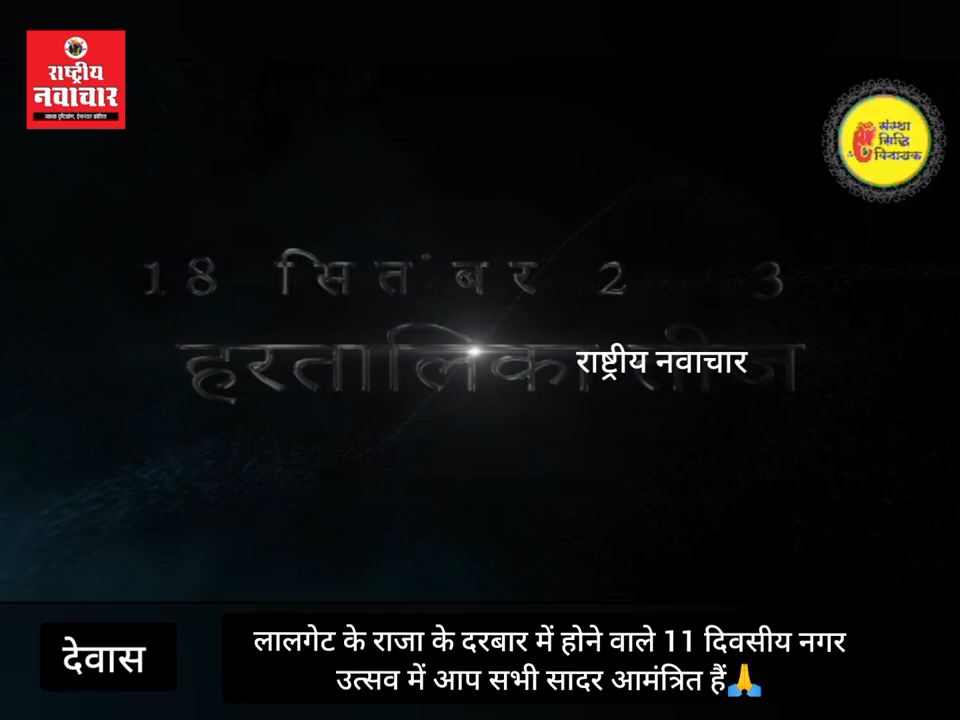 राष्ट्रीय
नवाचार
संस्था
सिद्धि
विनायक
18 सितंबर 2 3
हरतालिका तीज
राष्ट्रीय नवाचार
देवास
लालगेट के राजा के दरबार में होने वाले 11 दिवसीय नगर
उत्सव में आप सभी सादर आमंत्रित हैं🙏